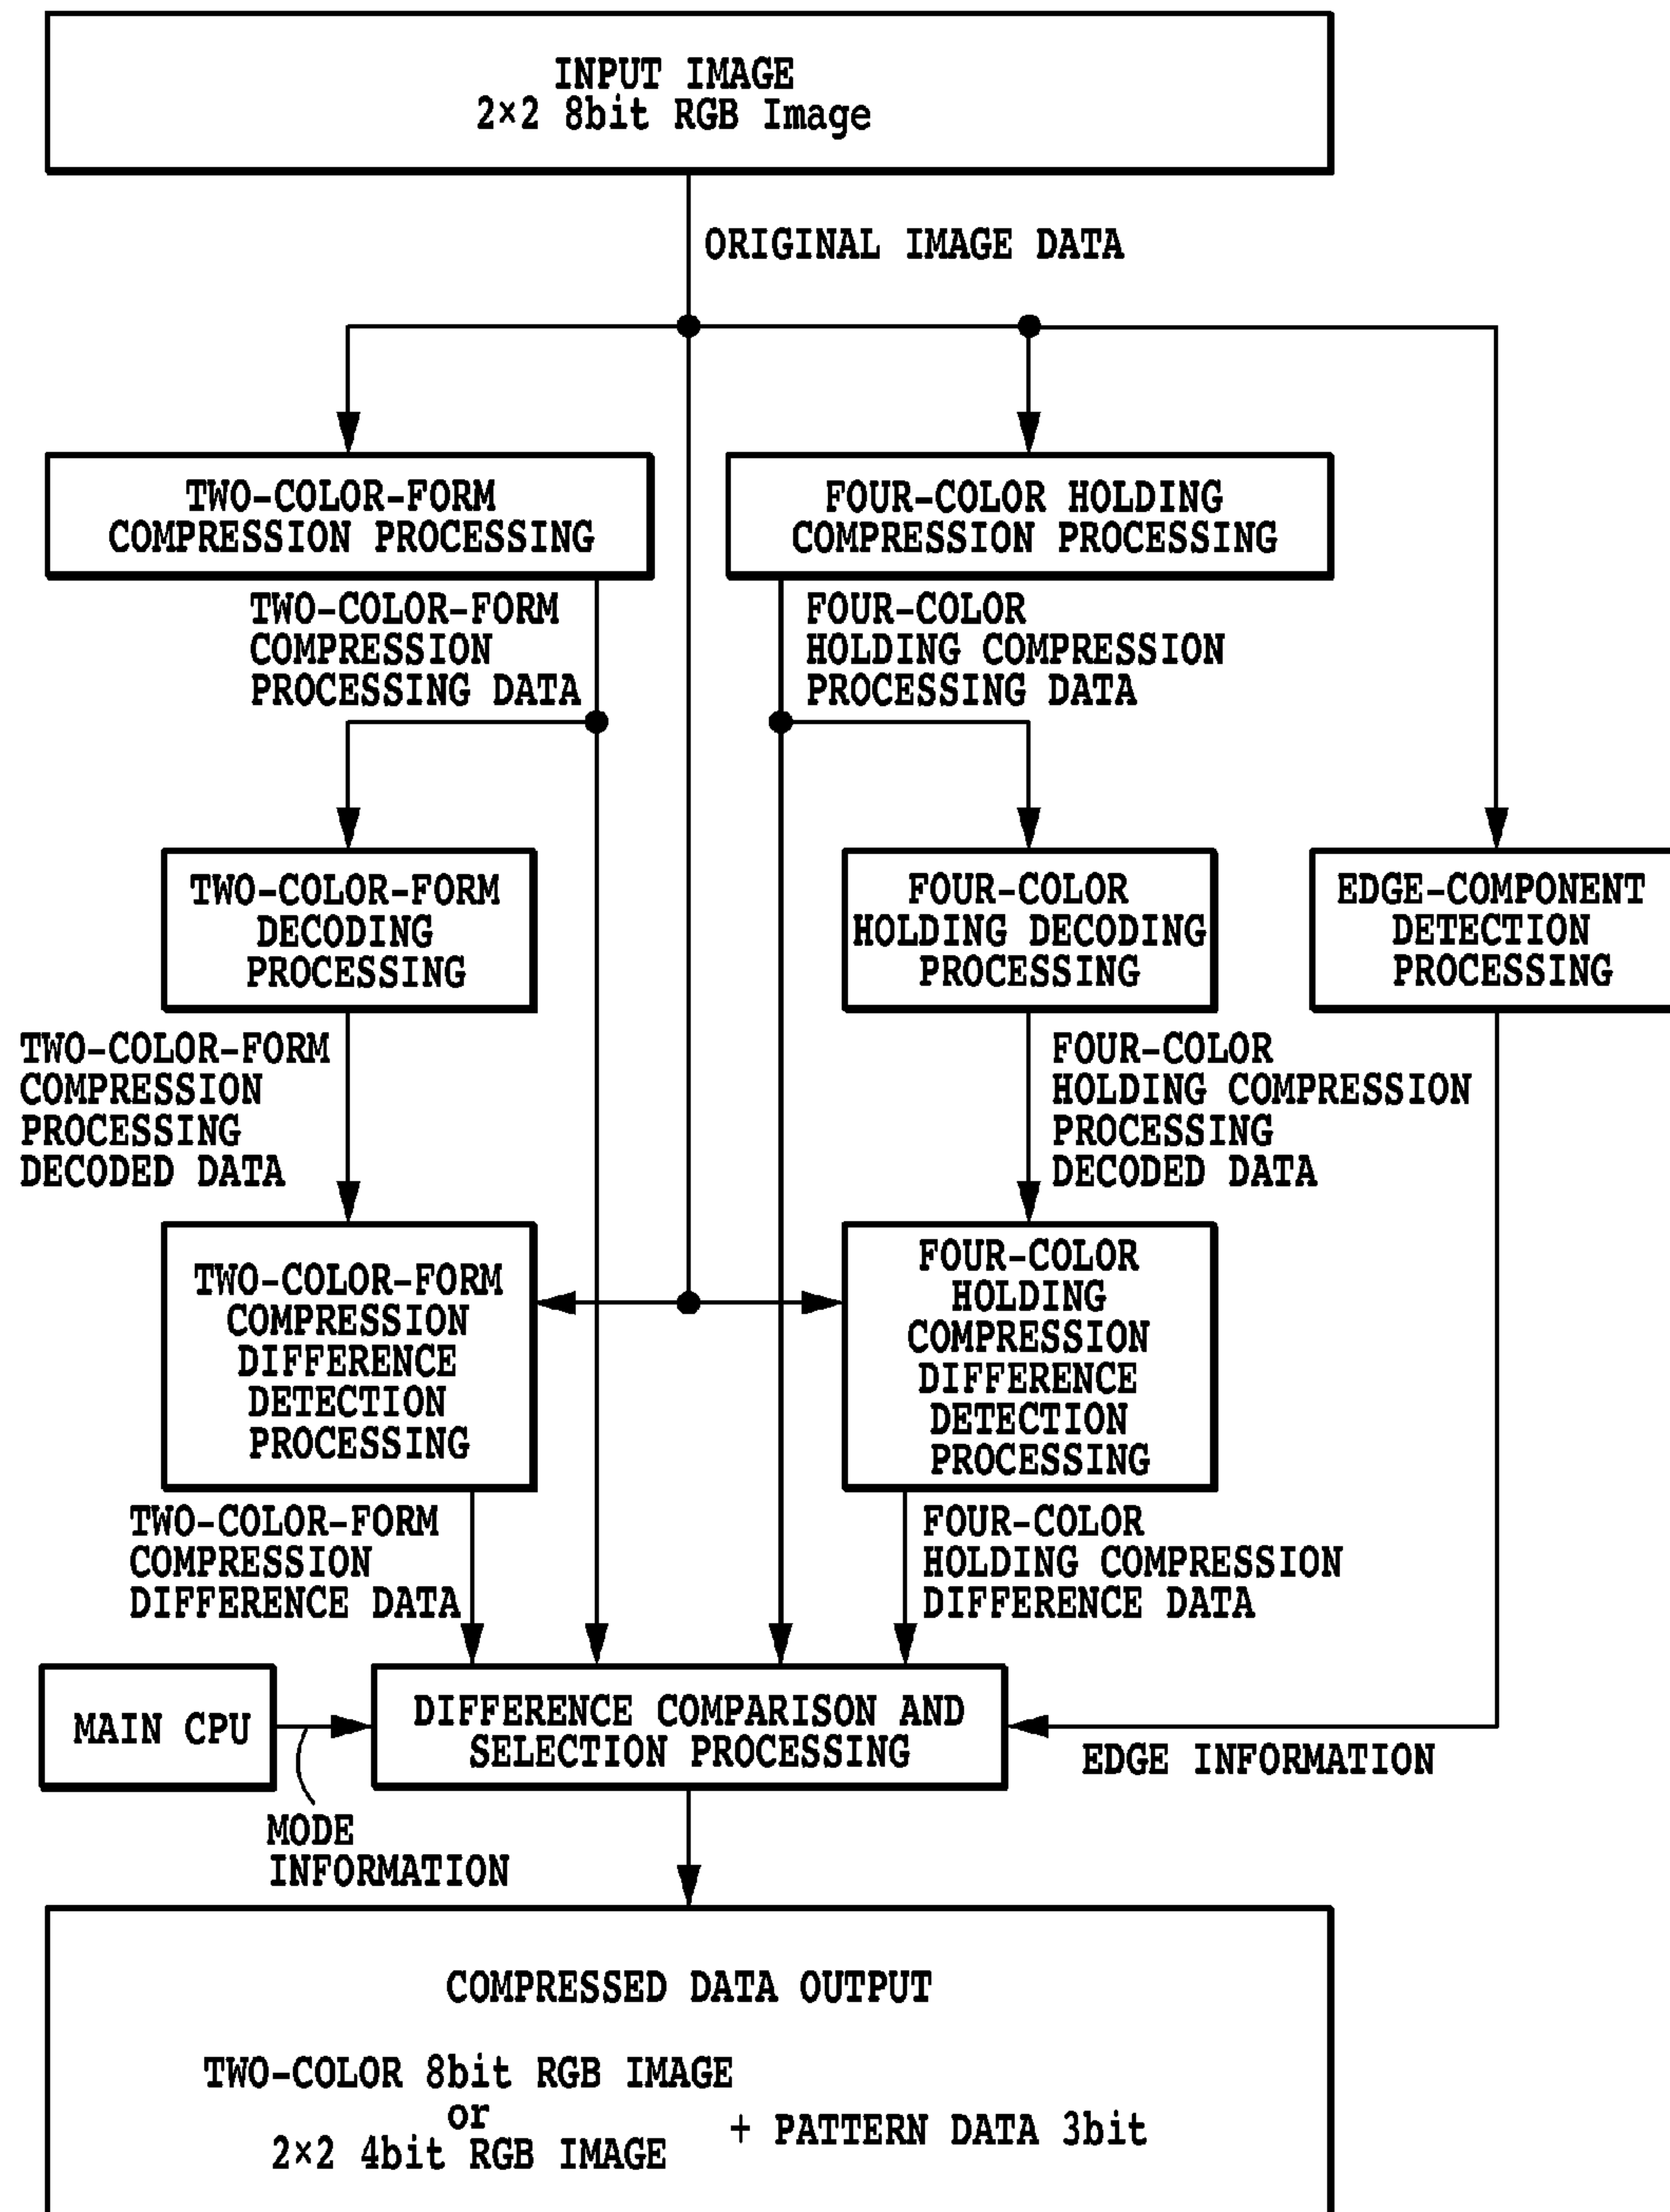 INPUT IMAGE
2×2 8bit RGB Image
ORIGINAL IMAGE DATA
TWO-COLOR-FORM
COMPRESSION PROCESSING
FOUR-COLOR HOLDING
COMPRESSION PROCESSING
TWO-COLOR-FORM
COMPRESSION
PROCESSING DATA
FOUR-COLOR
HOLDING COMPRESSION
PROCESSING DATA
TWO-COLOR-FORM
DECODING
PROCESSING
FOUR-COLOR
HOLDING DECODING
PROCESSING
EDGE-COMPONENT
DETECTION
PROCESSING
TWO-COLOR-FORM
COMPRESSION
PROCESSING
DECODED DATA
FOUR-COLOR
HOLDING COMPRESSION
PROCESSING
DECODED DATA
TWO-COLOR-FORM
COMPRESSION
DIFFERENCE
DETECTION
PROCESSING
FOUR-COLOR
HOLDING
COMPRESSION
DIFFERENCE
DETECTION
PROCESSING
TWO-COLOR-FORM
COMPRESSION
DIFFERENCE DATA
FOUR-COLOR
HOLDING COMPRESSION
DIFFERENCE DATA
MAIN CPU
DIFFERENCE COMPARISON AND
SELECTION PROCESSING
EDGE INFORMATION
MODE
INFORMATION
COMPRESSED DATA OUTPUT
TWO-COLOR 8bit RGB IMAGE
or
2×2 4bit RGB IMAGE
+ PATTERN DATA 3bit